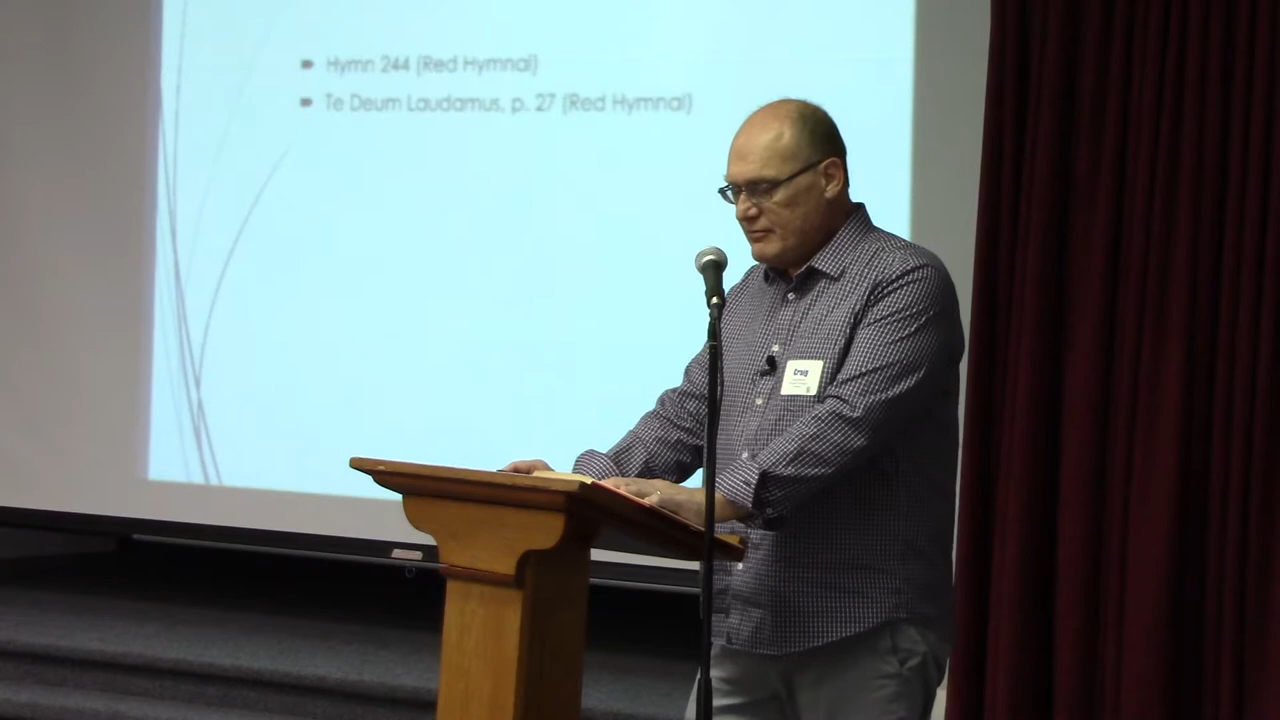 Hymn 244 (Red Hymnal)
Te Deum Laudamus, p. 27 (Red Hymnal)
Craig